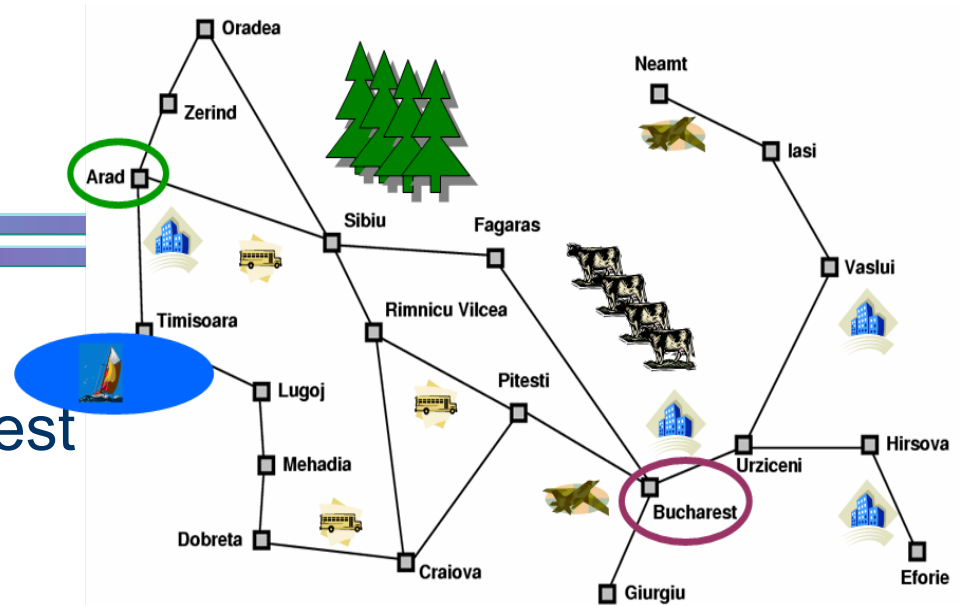 Oradea
Neamt
Zerind
Iasi
Arad
Sibiu
Fagaras
Vaslui
Rimnicu Vilcea
Timisoara
Pitesti
Lugoj
est
Hirsova
Urziceni
Mehadia
Bucharest
Dobreta
Craiova
Eforie
Giurgiu